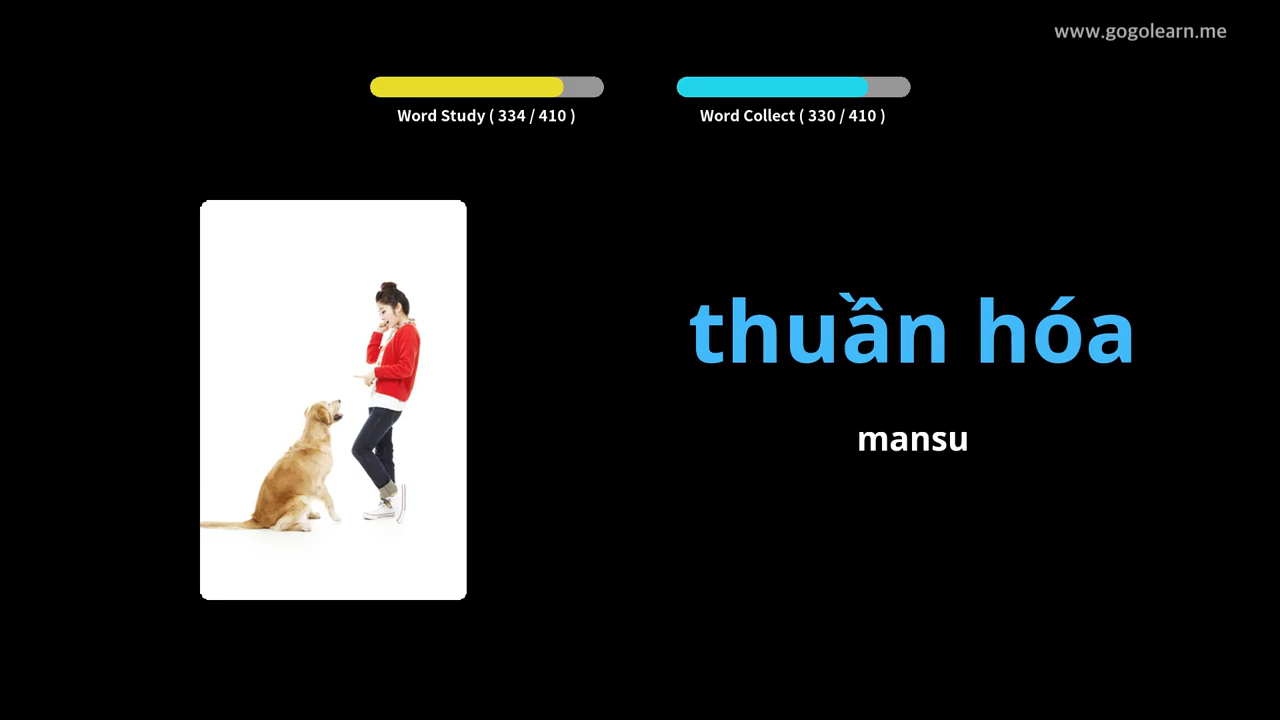 www.gogolearn.me
Word Study ( 334 / 410 )
Word Collect ( 330 / 410 )
thuần hóa
mansu